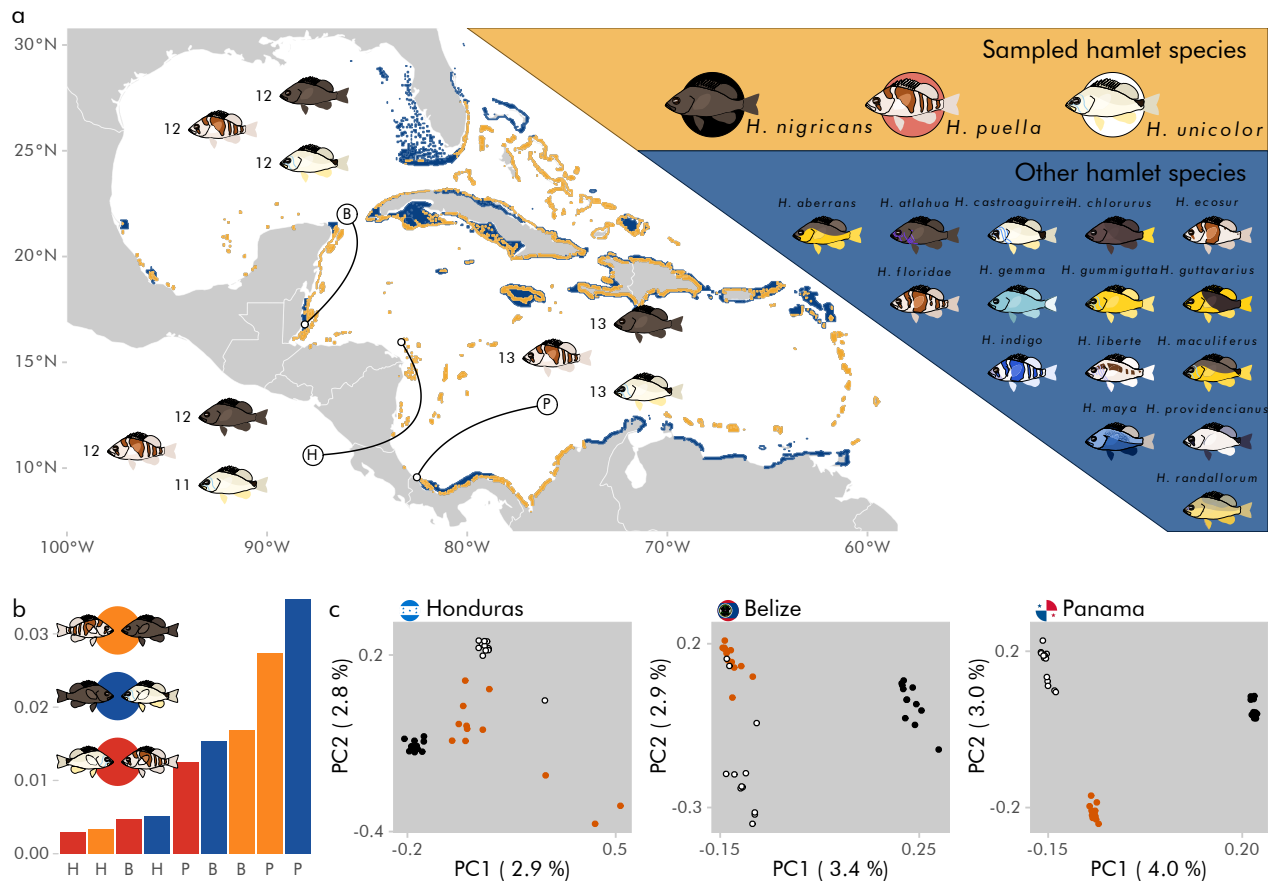 a
30°N
25°N
20°N
15°N
10°N
100°W 90°W 80°W 70°W 60°W
12
12
12
B
13
13
13
P
12
12
11
H
Sampled hamlet species
H. nigricans H. puella H. unicolor
Other hamlet species
H. aberrans H. atlahua H. castroaguirrei H. chlorurus H. ecosur
H. floridae H. gemma H. gummigutta H. guttavarius
H. indigo H. liberte H. maculiferus
H. maya H. providencianus
H. randallorum
b
0.03
0.02
0.01
0.00
H H B H P B B P P
c
Honduras
0.2
-0.4
PC2 ( 2.8 %)
-0.2 0.5
PC1 ( 2.9 %)
Belize
0.2
-0.3
PC2 ( 2.9 %)
-0.15 0.25
PC1 ( 3.4 %)
Panama
0.2
-0.2
PC2 ( 3.0 %)
-0.15 0.20
PC1 ( 4.0 %)